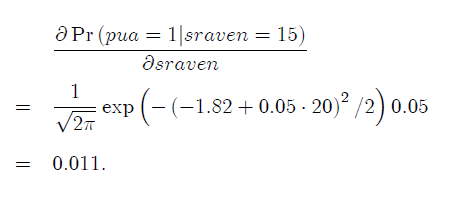 ∂ Pr (pua = 1|sraven = 15)
∂sraven
= 1/√2π exp (− (−1.82 + 0.05 · 20)² /2) 0.05
= 0.011.